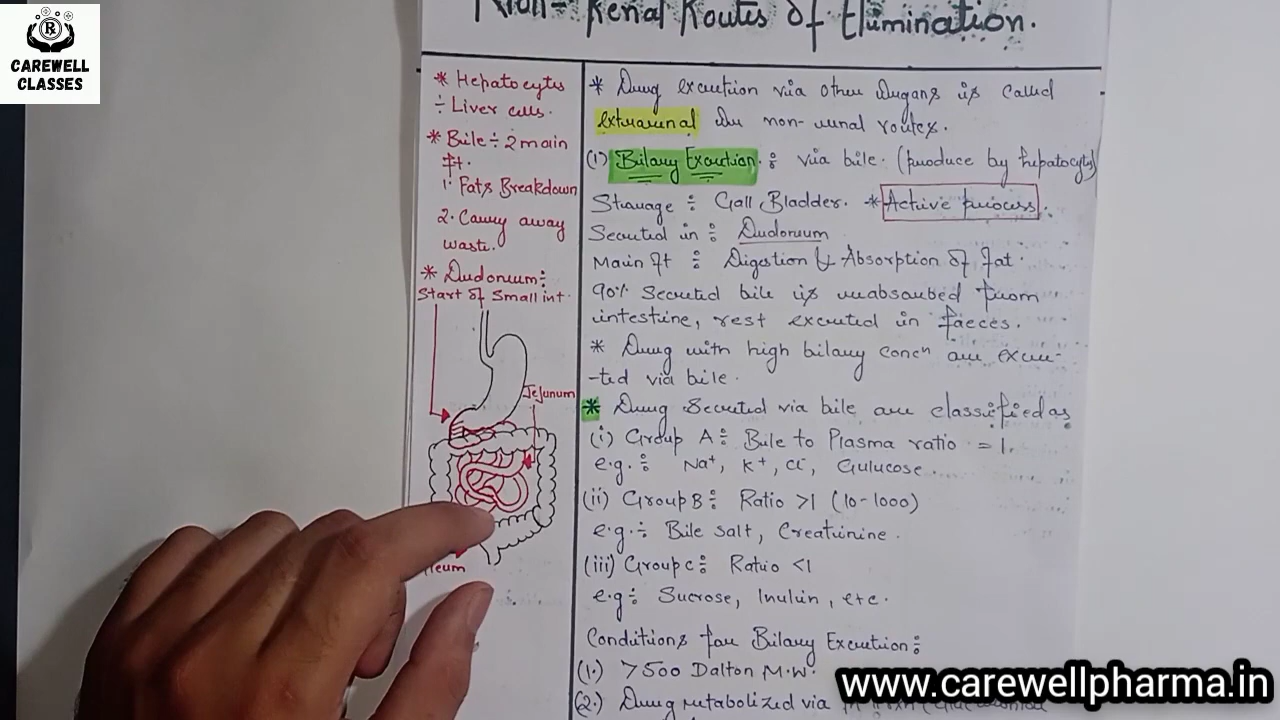 CAREWELL
CLASSES
Non-Renal Routes of Elimination.
* Hepatocytes
÷ Liver cells.
* Bile ÷ 2 main
ft.
1. Fats Breakdown
2. Carry away
waste.
* Dudonum:
Start of Small int.
Jejunum
Ileum
* Drug excretion via other Organs is called
extrarenal or non-renal routes.
(1) Bilary Excretion : via bile. (produce by hepatocyts)
Storage ÷ Gall Bladder. * Active process.
Secreted in : Dudonum
Main ft : Digestion & Absorption of fat.
90% Secreted bile is reabsorbed from
intestine, rest excreted in faeces.
* Drug with high bilary concⁿ are excre-
-ted via bile.
* Drug Secreted via bile are classified as
(i) Group A : Bile to Plasma ratio = 1.
e.g. : Na⁺, K⁺, Cl⁻, Gulucose.
(ii) Group B : Ratio >1 (10-1000)
e.g. ÷ Bile salt, Creatinine.
(iii) Group C : Ratio <1
e.g ÷ Sucrose, Inulin, etc.
Conditions for Bilary Excretion :
(1.) >500 Dalton M.W.
(2.) Drug metabolized via
www.carewellpharma.in